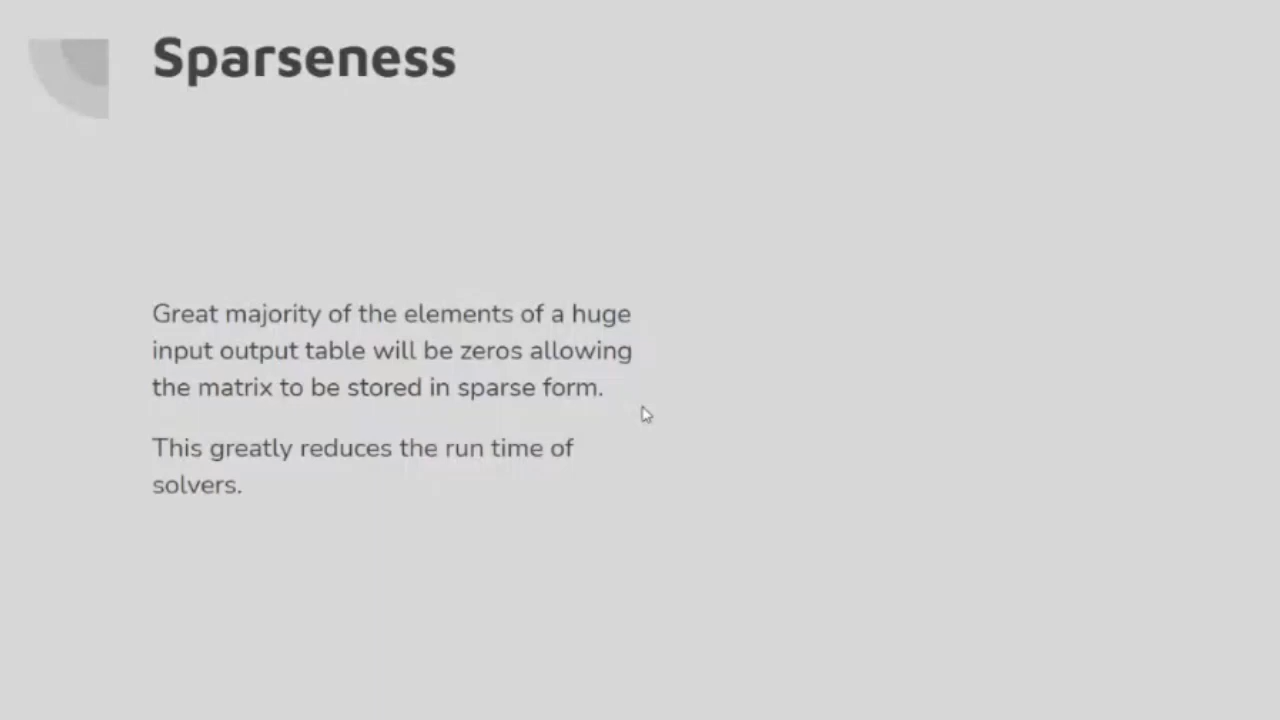 Sparseness
Great majority of the elements of a huge
input output table will be zeros allowing
the matrix to be stored in sparse form.
This greatly reduces the run time of
solvers.